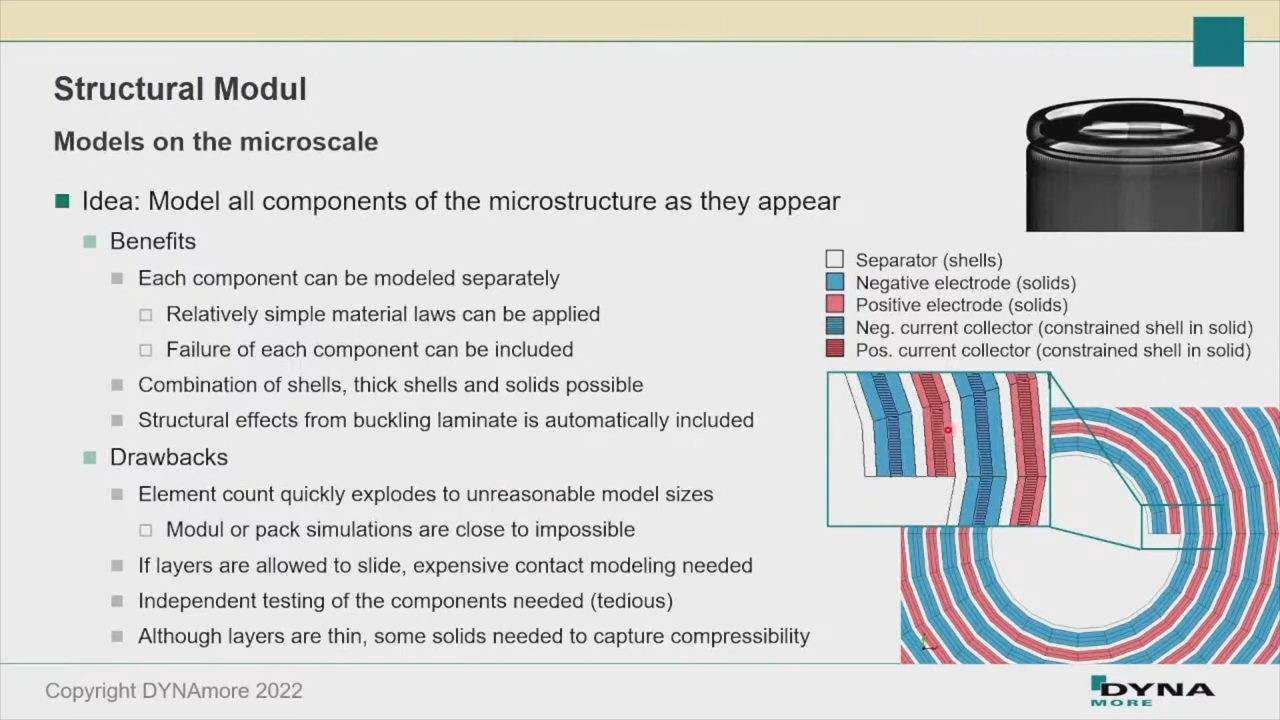 Structural Modul
Models on the microscale
Idea: Model all components of the microstructure as they appear
Benefits
Each component can be modeled separately
Relatively simple material laws can be applied
Failure of each component can be included
Combination of shells, thick shells and solids possible
Structural effects from buckling laminate is automatically included
Drawbacks
Element count quickly explodes to unreasonable model sizes
Modul or pack simulations are close to impossible
If layers are allowed to slide, expensive contact modeling needed
Independent testing of the components needed (tedious)
Although layers are thin, some solids needed to capture compressibility
Separator (shells)
Negative electrode (solids)
Positive electrode (solids)
Neg. current collector (constrained shell in solid)
Pos. current collector (constrained shell in solid)
Copyright DYNAmore 2022
DYNA
MORE